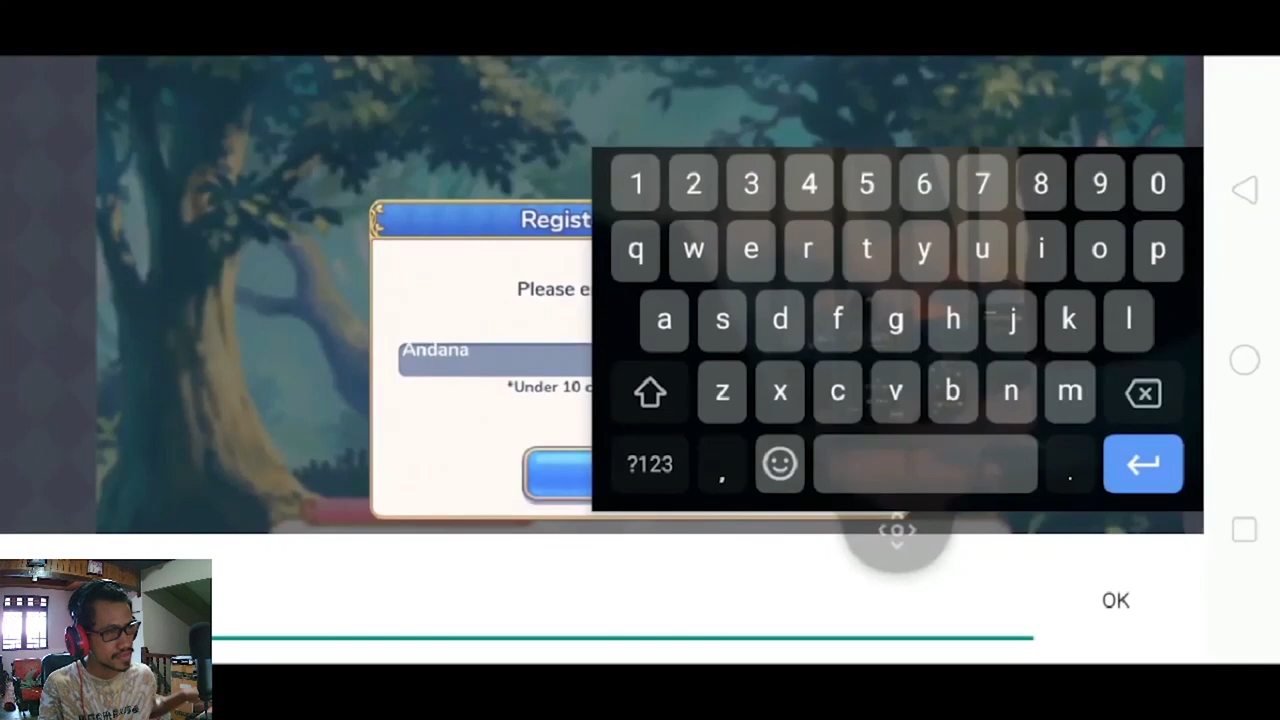 Regist
Please e
Andana
*Under 10 c
1 2 3 4 5 6 7 8 9 0
q w e r t y u i o p
a s d f g h j k l
z x c v b n m
?123 , .
OK